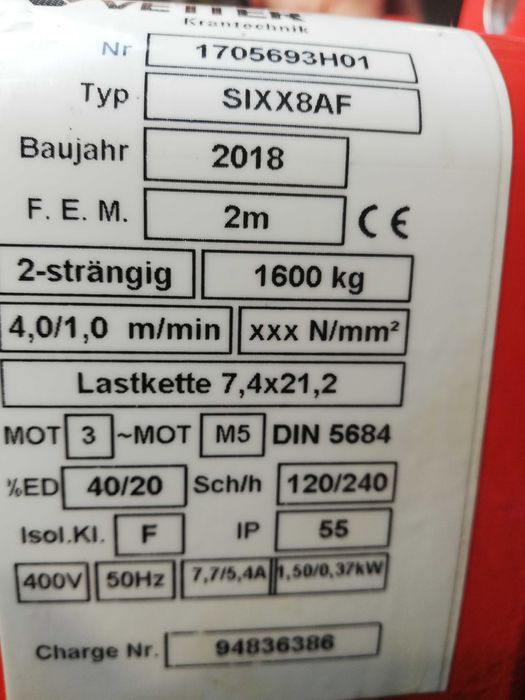 Krantechnik
Nr 1705693H01
Typ SIXX8AF
Baujahr 2018
F. E. M. 2m CE
2-strängig 1600 kg
4,0/1,0 m/min xxx N/mm²
Lastkette 7,4x21,2
MOT 3 ~MOT M5 DIN 5684
%ED 40/20 Sch/h 120/240
Isol.Kl. F IP 55
400V 50Hz 7,7/5,4A 1,50/0,37kW
Charge Nr. 94836386